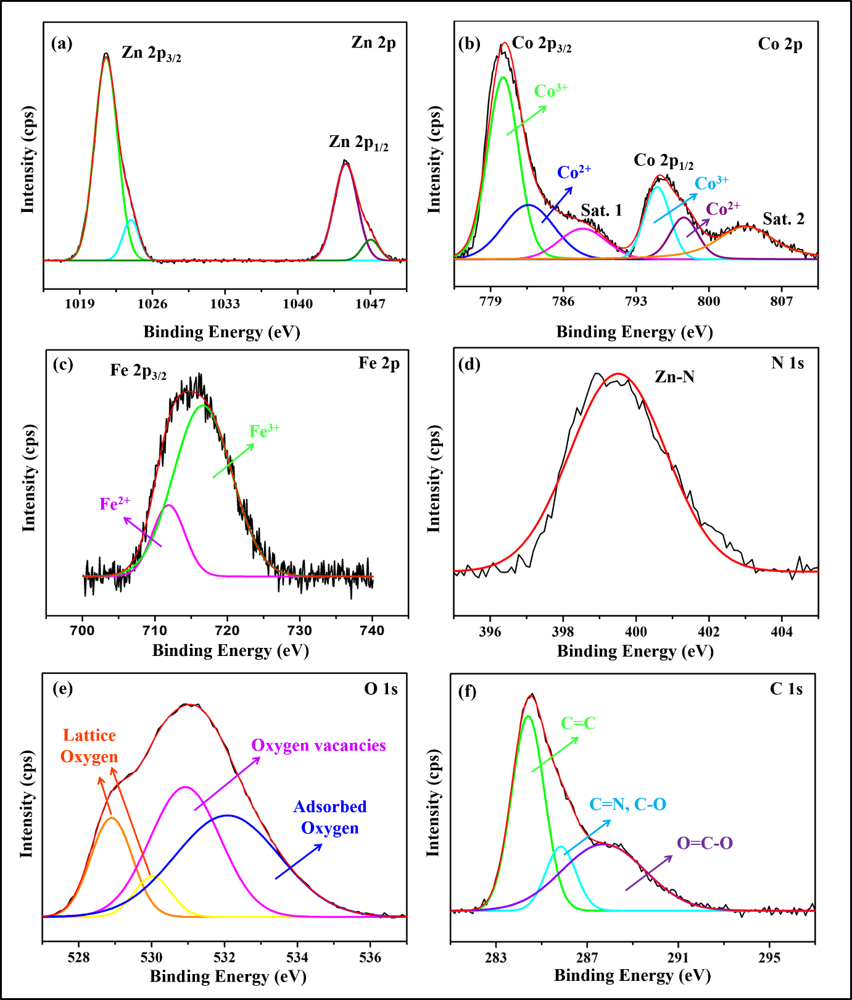 (a)
Zn 2p
Zn 2p3/2
Zn 2p1/2
Intensity (cps)
1019 1026 1033 1040 1047
Binding Energy (eV)
(b)
Co 2p
Co 2p3/2
Co3+
Co2+
Sat. 1
Co 2p1/2
Co3+
Co2+
Sat. 2
Intensity (cps)
779 786 793 800 807
Binding Energy (eV)
(c)
Fe 2p
Fe 2p3/2
Fe3+
Fe2+
Intensity (cps)
700 710 720 730 740
Binding Energy (eV)
(d)
N 1s
Zn-N
Intensity (cps)
396 398 400 402 404
Binding Energy (eV)
(e)
O 1s
Lattice
Oxygen
Oxygen vacancies
Adsorbed
Oxygen
Intensity (cps)
528 530 532 534 536
Binding Energy (eV)
(f)
C 1s
C=C
C=N, C-O
O=C-O
Intensity (cps)
283 287 291 295
Binding Energy (eV)